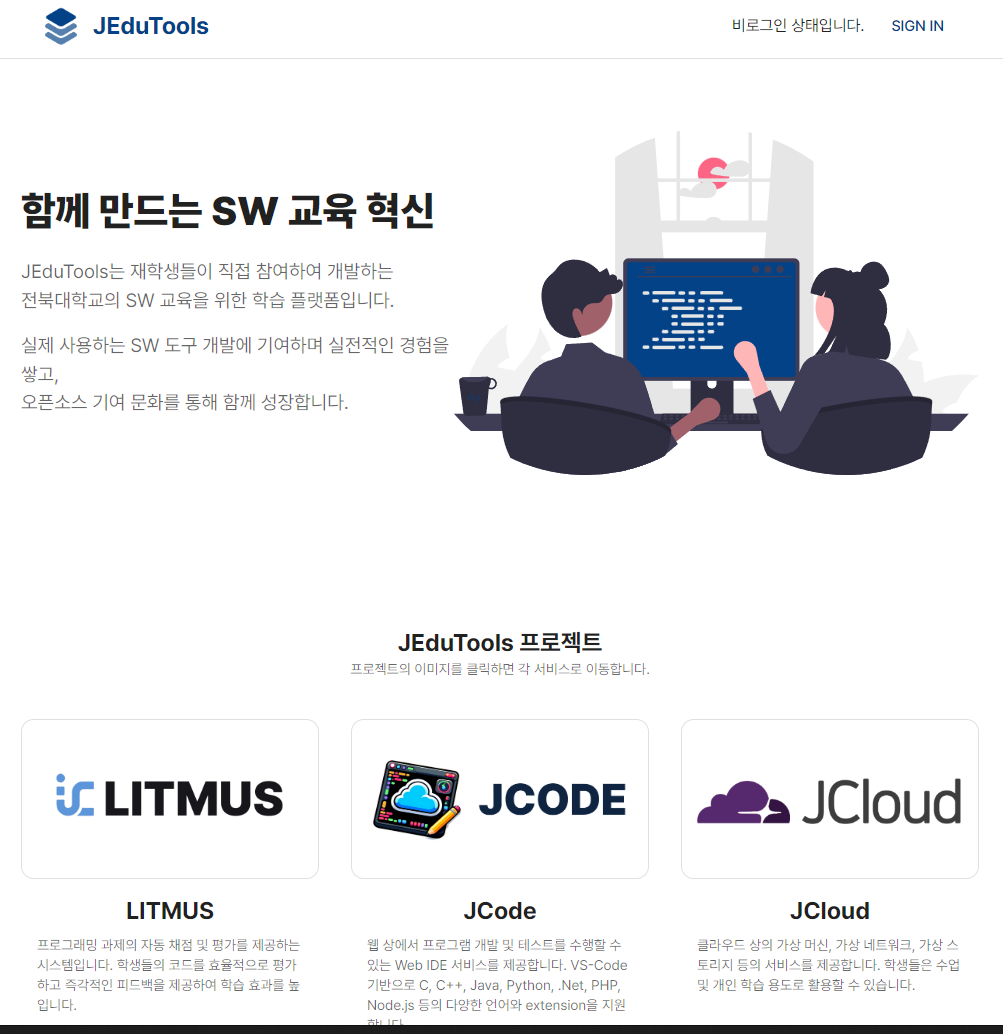 JEduTools
비로그인 상태입니다.
SIGN IN
함께 만드는 SW 교육 혁신
JEduTools는 재학생들이 직접 참여하여 개발하는
전북대학교의 SW 교육을 위한 학습 플랫폼입니다.
실제 사용하는 SW 도구 개발에 기여하며 실전적인 경험을
쌓고,
오픈소스 기여 문화를 통해 함께 성장합니다.
JEduTools 프로젝트
프로젝트의 이미지를 클릭하면 각 서비스로 이동합니다.
LITMUS
JCODE
JCloud
LITMUS
프로그래밍 과제의 자동 채점 및 평가를 제공하는
시스템입니다. 학생들의 코드를 효율적으로 평가
하고 즉각적인 피드백을 제공하여 학습 효과를 높
입니다.
JCode
웹 상에서 프로그램 개발 및 테스트를 수행할 수
있는 Web IDE 서비스를 제공합니다. VS-Code
기반으로 C, C++, Java, Python, .Net, PHP,
Node.js 등의 다양한 언어와 extension을 지원
합니다.
JCloud
클라우드 상의 가상 머신, 가상 네트워크, 가상 스
토리지 등의 서비스를 제공합니다. 학생들은 수업
및 개인 학습 용도로 활용할 수 있습니다.